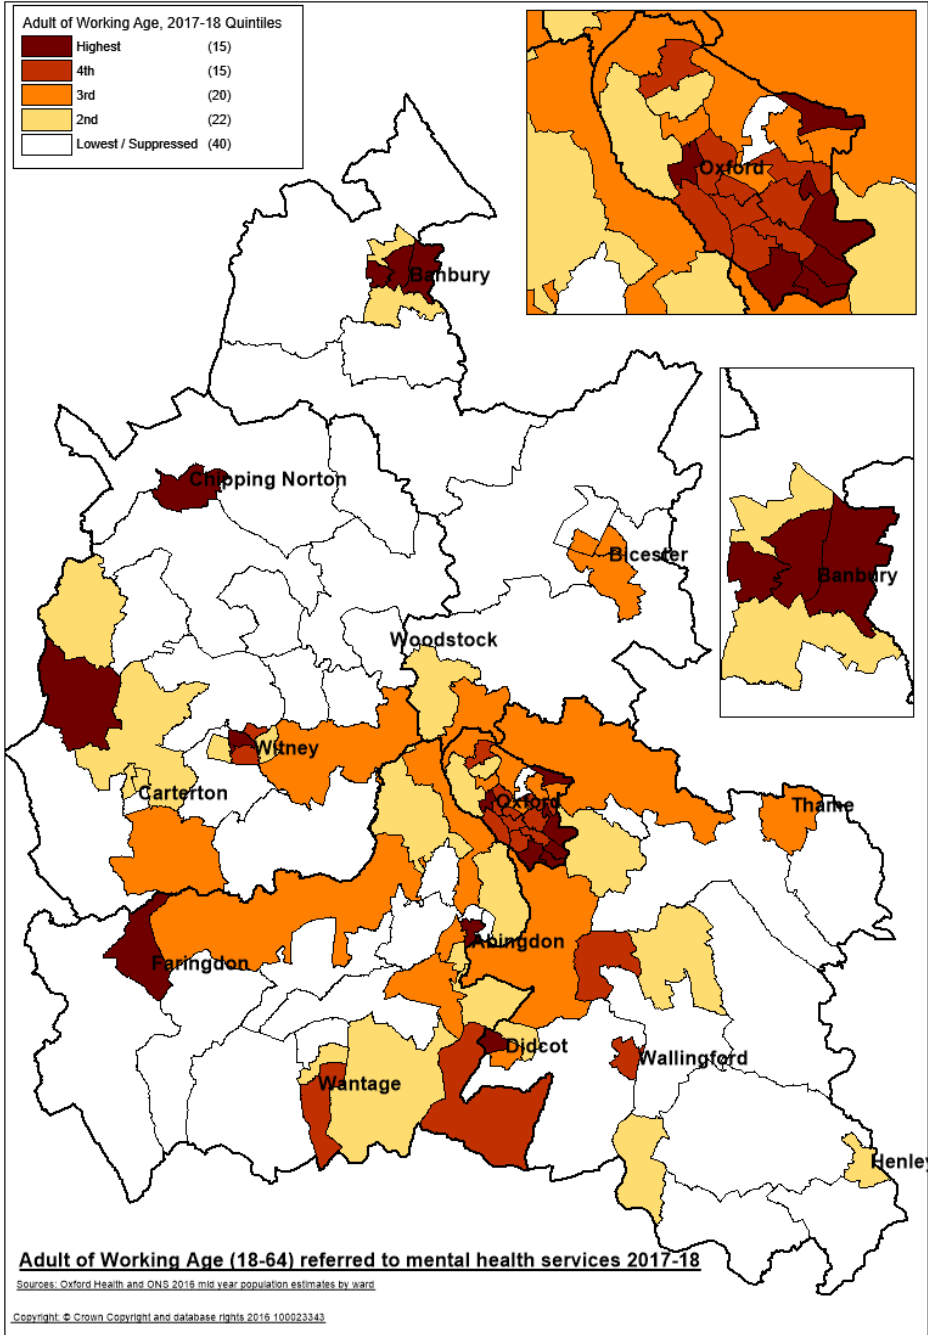 Adult of Working Age, 2017-18 Quintiles
Highest (15)
4th (15)
3rd (20)
2nd (22)
Lowest / Suppressed (40)
Oxford
Banbury
Banbury
Chipping Norton
Bicester
Woodstock
Witney
Carterton
Oxford
Thame
Abingdon
Faringdon
Didcot
Wallingford
Wantage
Henley
Adult of Working Age (18-64) referred to mental health services 2017-18
Sources: Oxford Health and ONS 2016 mid year population estimates by ward
Copyright: © Crown Copyright and database rights 2016 100023343